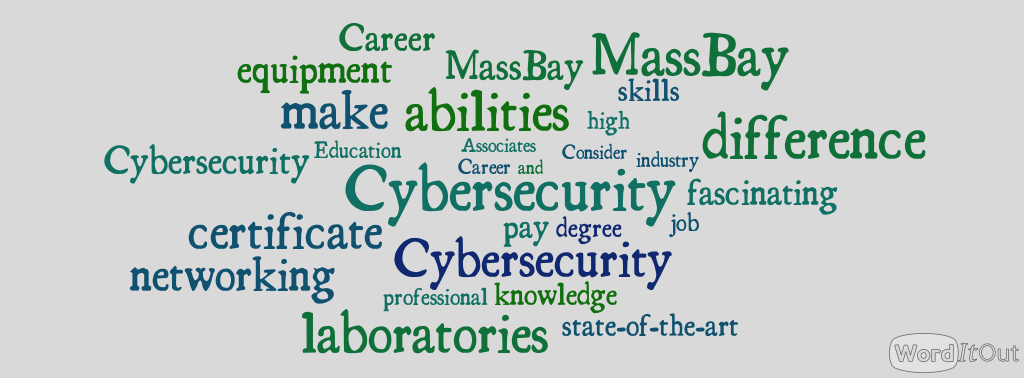 Career
MassBay MassBay
equipment
skills
make abilities high
difference
Cybersecurity Education Associates Consider industry
Career and
Cybersecurity fascinating
certificate pay degree job
networking Cybersecurity
professional knowledge
laboratories state-of-the-art
WordItOut